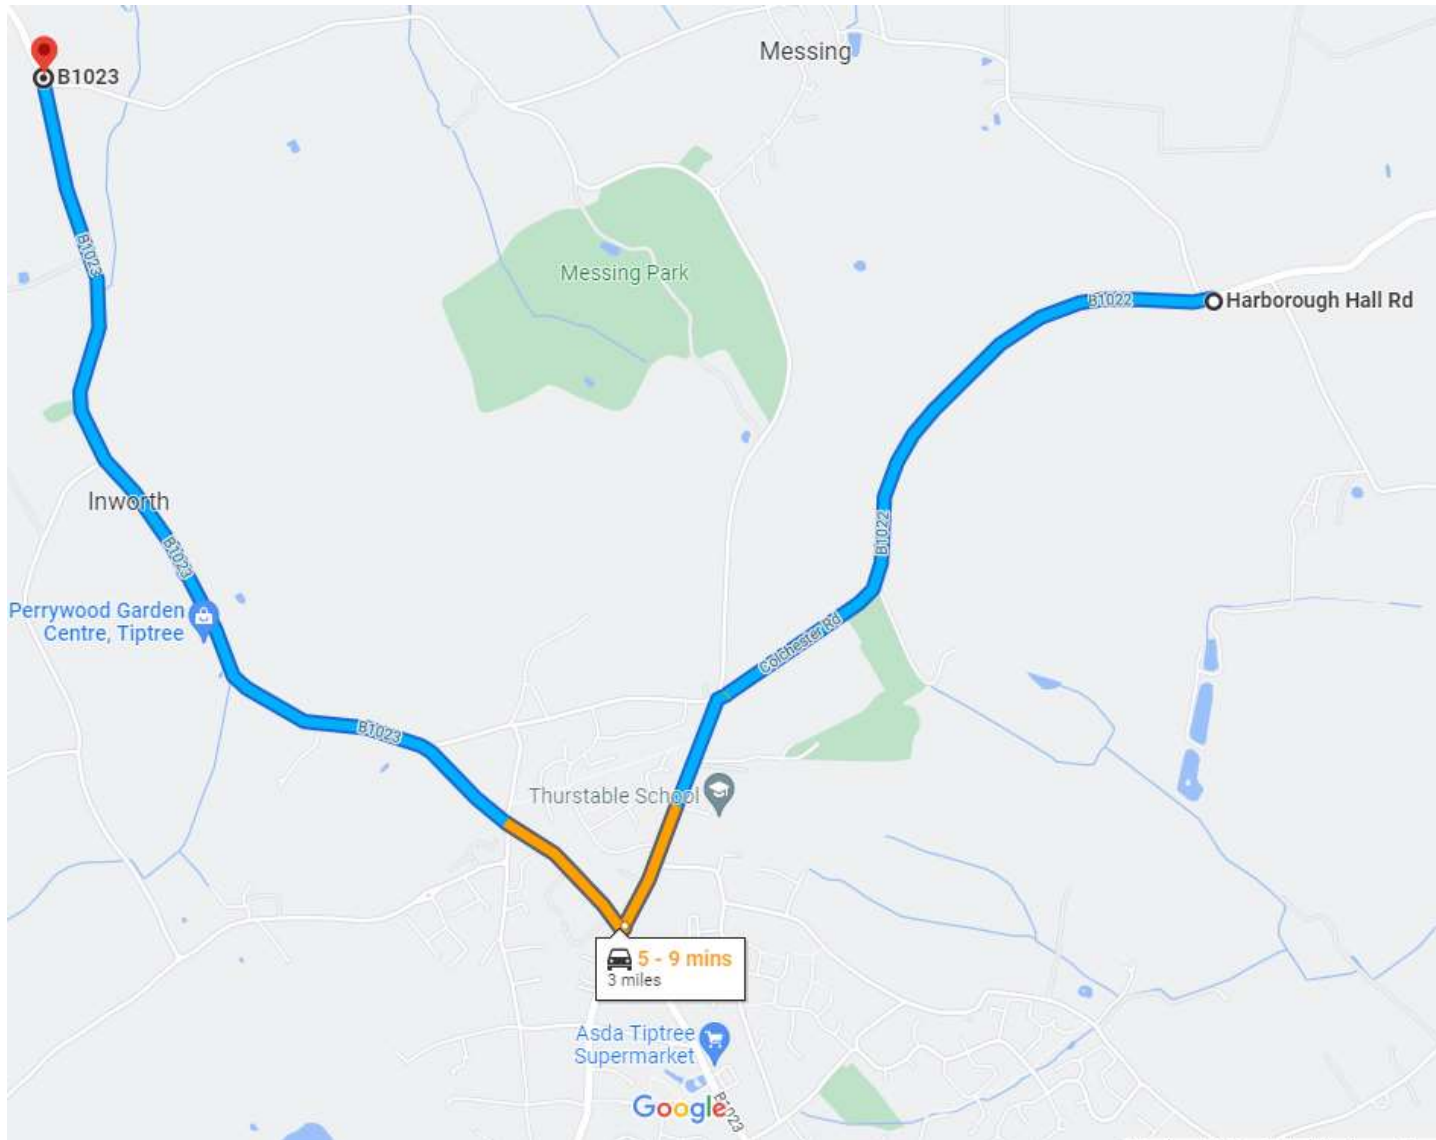 Messing
B1023
B1023
Messing Park
B1022
Harborough Hall Rd
Inworth
B1022
B1023
Perrywood Garden
Centre, Tiptree
Colchester Rd
B1023
Thurstable School
5 - 9 mins
3 miles
Asda Tiptree
Supermarket
Google
B1023